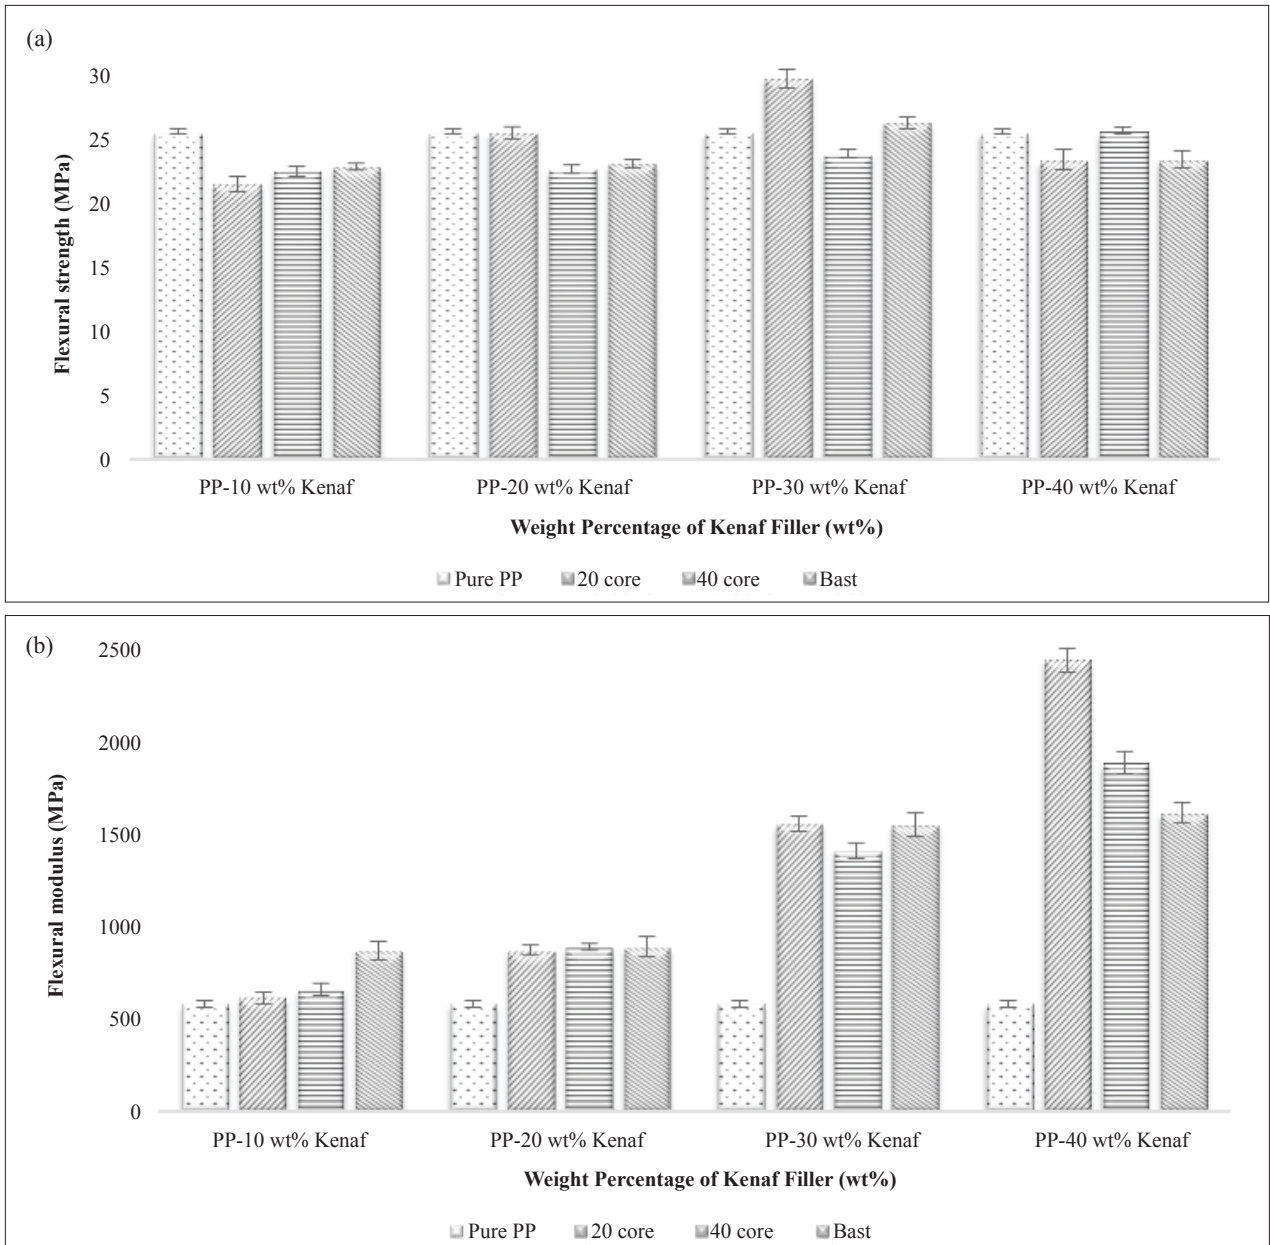 (a)
30
25
20
15
10
5
0
Flexural strength (MPa)
PP-10 wt% Kenaf PP-20 wt% Kenaf PP-30 wt% Kenaf PP-40 wt% Kenaf
Weight Percentage of Kenaf Filler (wt%)
Pure PP 20 core 40 core Bast
(b)
2500
2000
1500
1000
500
0
Flexural modulus (MPa)
PP-10 wt% Kenaf PP-20 wt% Kenaf PP-30 wt% Kenaf PP-40 wt% Kenaf
Weight Percentage of Kenaf Filler (wt%)
Pure PP 20 core 40 core Bast